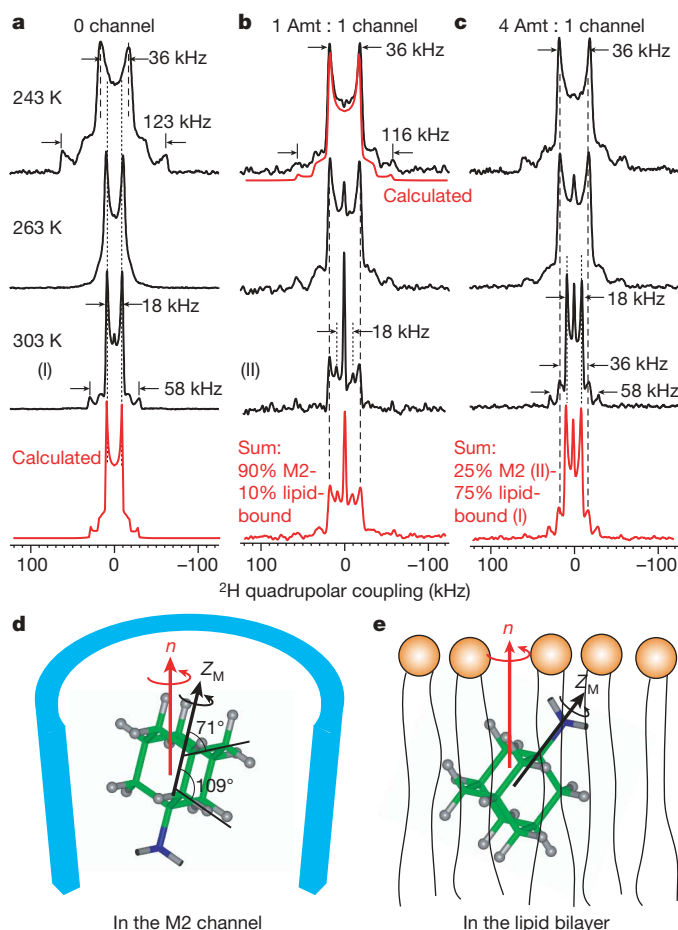 a 0 channel
36 kHz
243 K
123 kHz
263 K
18 kHz
303 K
(I)
58 kHz
Calculated
100 0 –100
b 1 Amt : 1 channel
36 kHz
116 kHz
Calculated
18 kHz
(II)
Sum:
90% M2-
10% lipid-
bound
100 0 –100
c 4 Amt : 1 channel
36 kHz
18 kHz
36 kHz
58 kHz
Sum:
25% M2 (II)-
75% lipid-
bound (I)
100 0 –100
²H quadrupolar coupling (kHz)
d
n
ZM
71°
109°
In the M2 channel
e
n
ZM
In the lipid bilayer